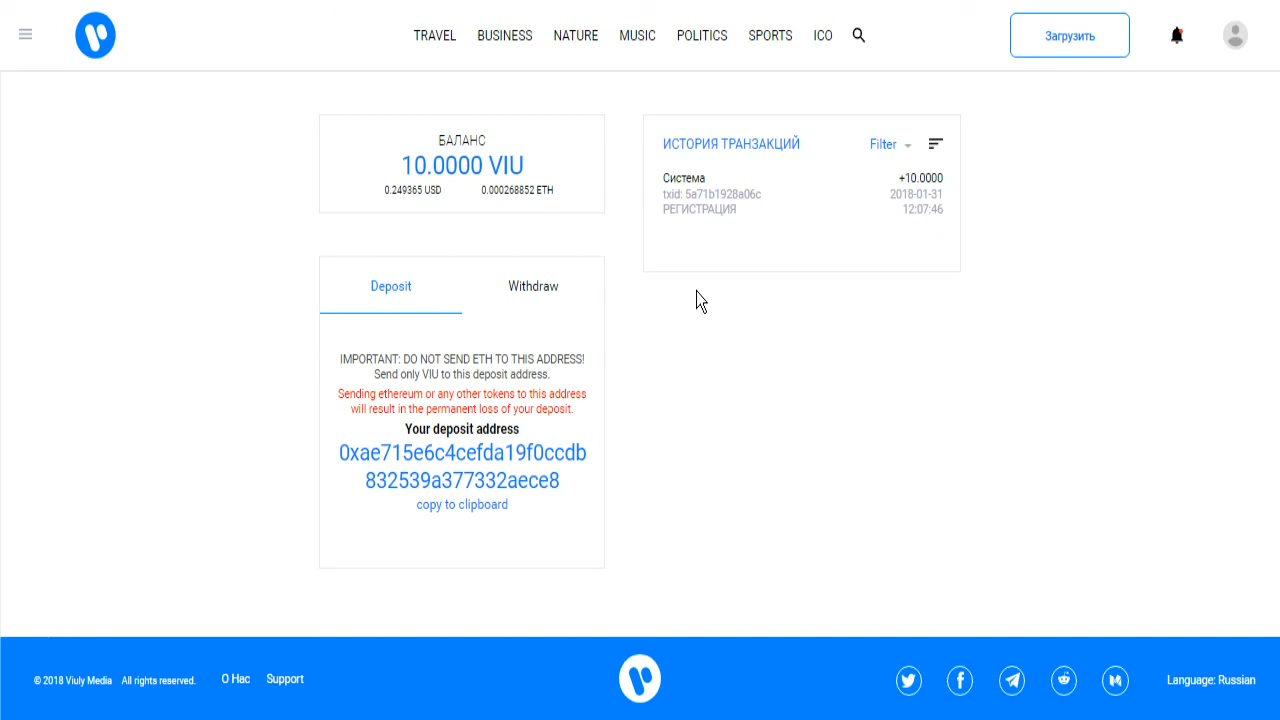 TRAVEL BUSINESS NATURE MUSIC POLITICS SPORTS ICO Загрузить
БАЛАНС
10.0000 VIU
0.249365 USD 0.000268852 ETH
ИСТОРИЯ ТРАНЗАКЦИЙ Filter
Система +10.0000
txid: 5a71b1928a06c 2018-01-31
РЕГИСТРАЦИЯ 12:07:46
Deposit Withdraw
IMPORTANT: DO NOT SEND ETH TO THIS ADDRESS!
Send only VIU to this deposit address.
Sending ethereum or any other tokens to this address
will result in the permanent loss of your deposit.
Your deposit address
0xae715e6c4cefda19f0ccdb
832539a377332aece8
copy to clipboard
© 2018 Viuly Media All rights reserved. О Нас Support Language: Russian